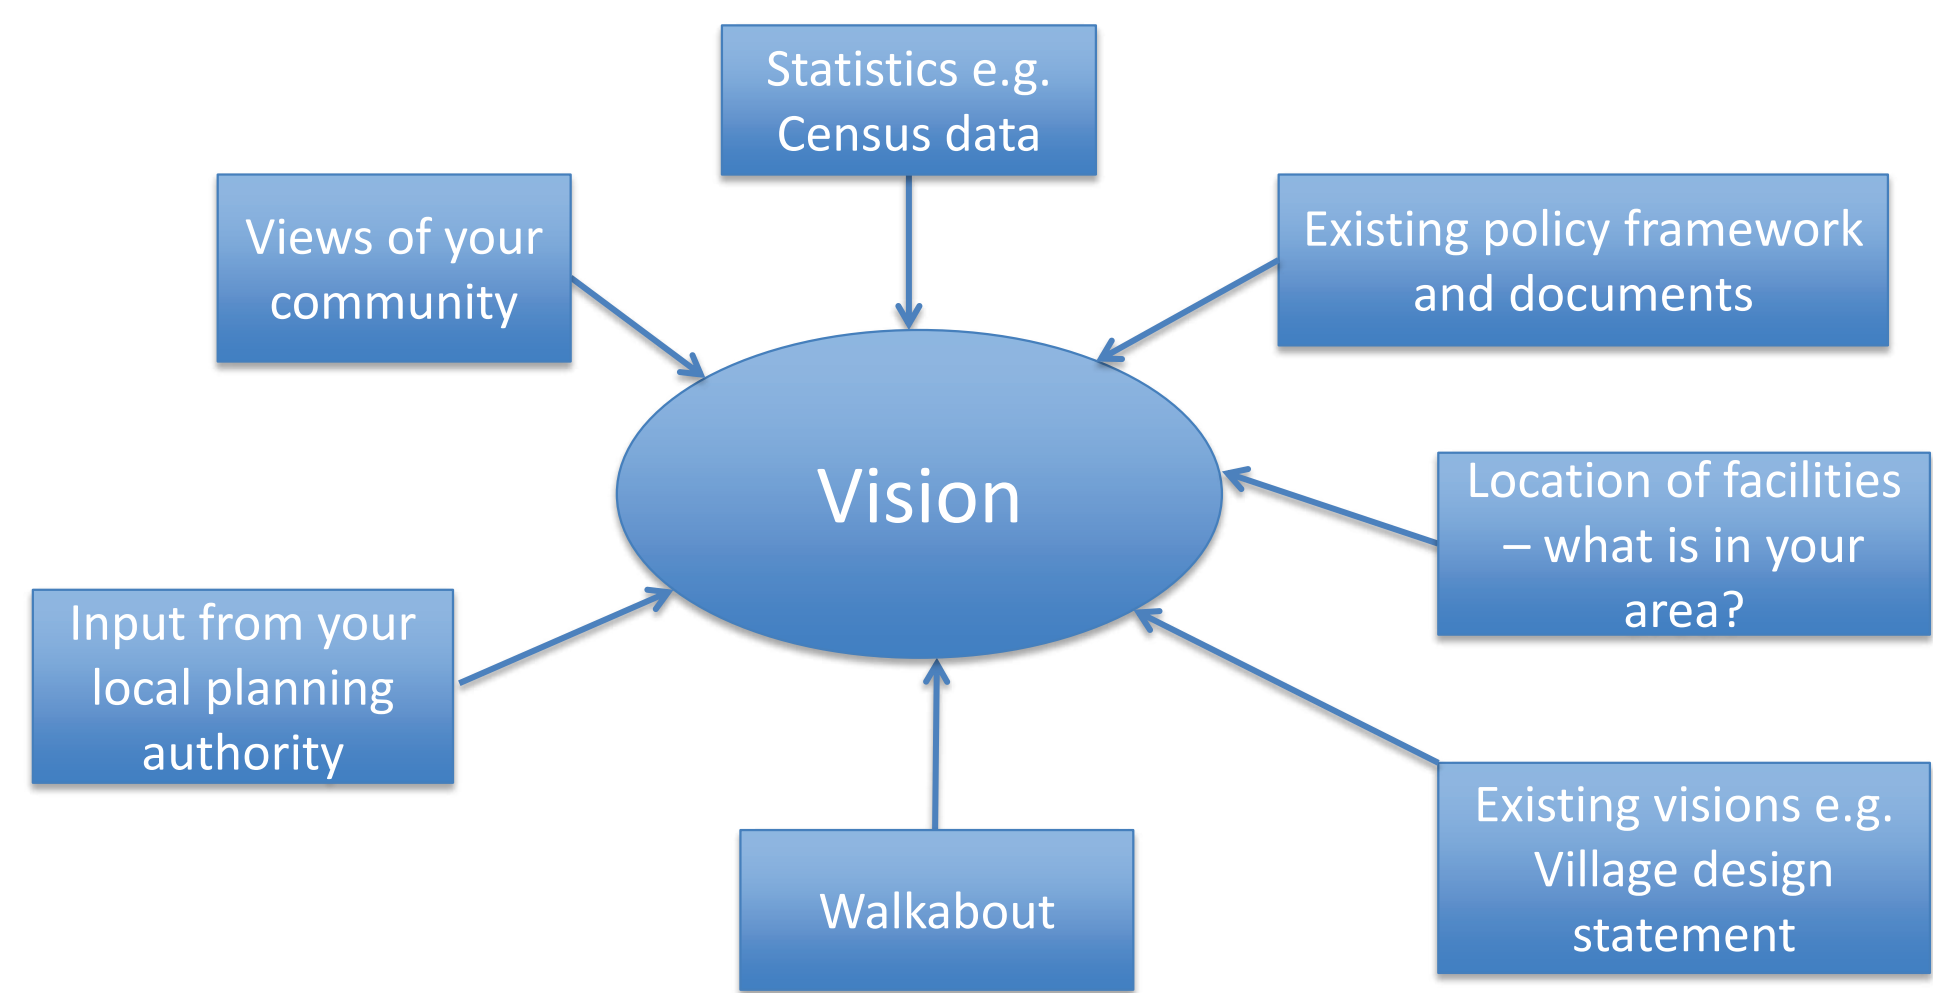 Statistics e.g.
Census data
Views of your
community
Existing policy framework
and documents
Vision
Location of facilities
– what is in your
area?
Input from your
local planning
authority
Existing visions e.g.
Village design
statement
Walkabout